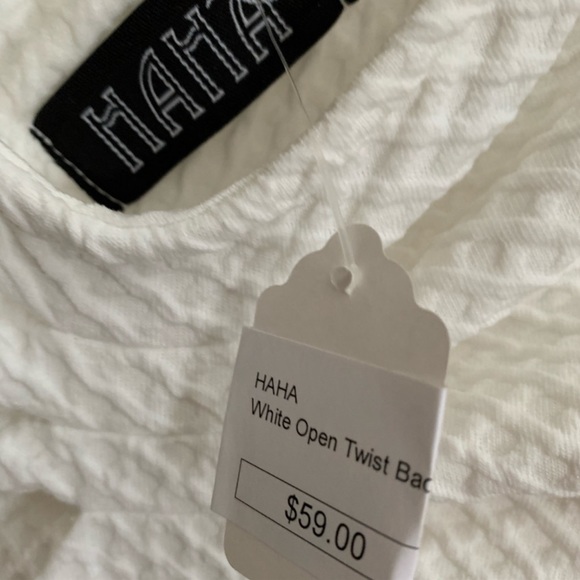 HAHA
HAHA
White Open Twist Bac
$59.00